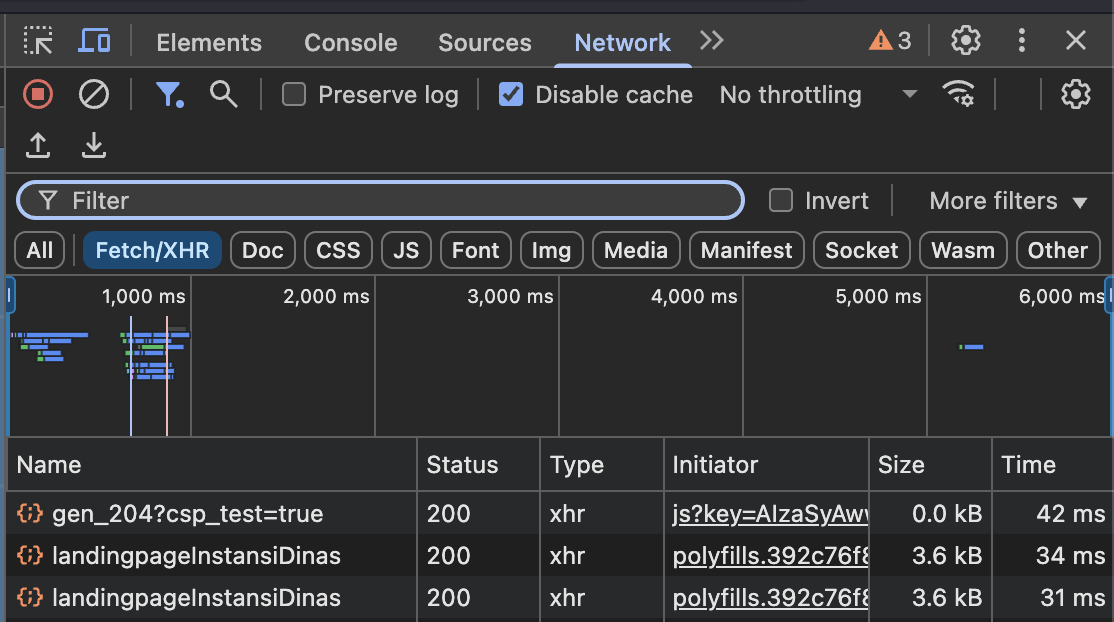 Elements Console Sources Network 3
Preserve log Disable cache No throttling
Filter Invert More filters
All Fetch/XHR Doc CSS JS Font Img Media Manifest Socket Wasm Other
1,000 ms 2,000 ms 3,000 ms 4,000 ms 5,000 ms 6,000 ms
Name Status Type Initiator Size Time
gen_204?csp_test=true 200 xhr js?key=AIzaSyAw 0.0 kB 42 ms
landingpageInstansiDinas 200 xhr polyfills.392c76f8 3.6 kB 34 ms
landingpageInstansiDinas 200 xhr polyfills.392c76f8 3.6 kB 31 ms